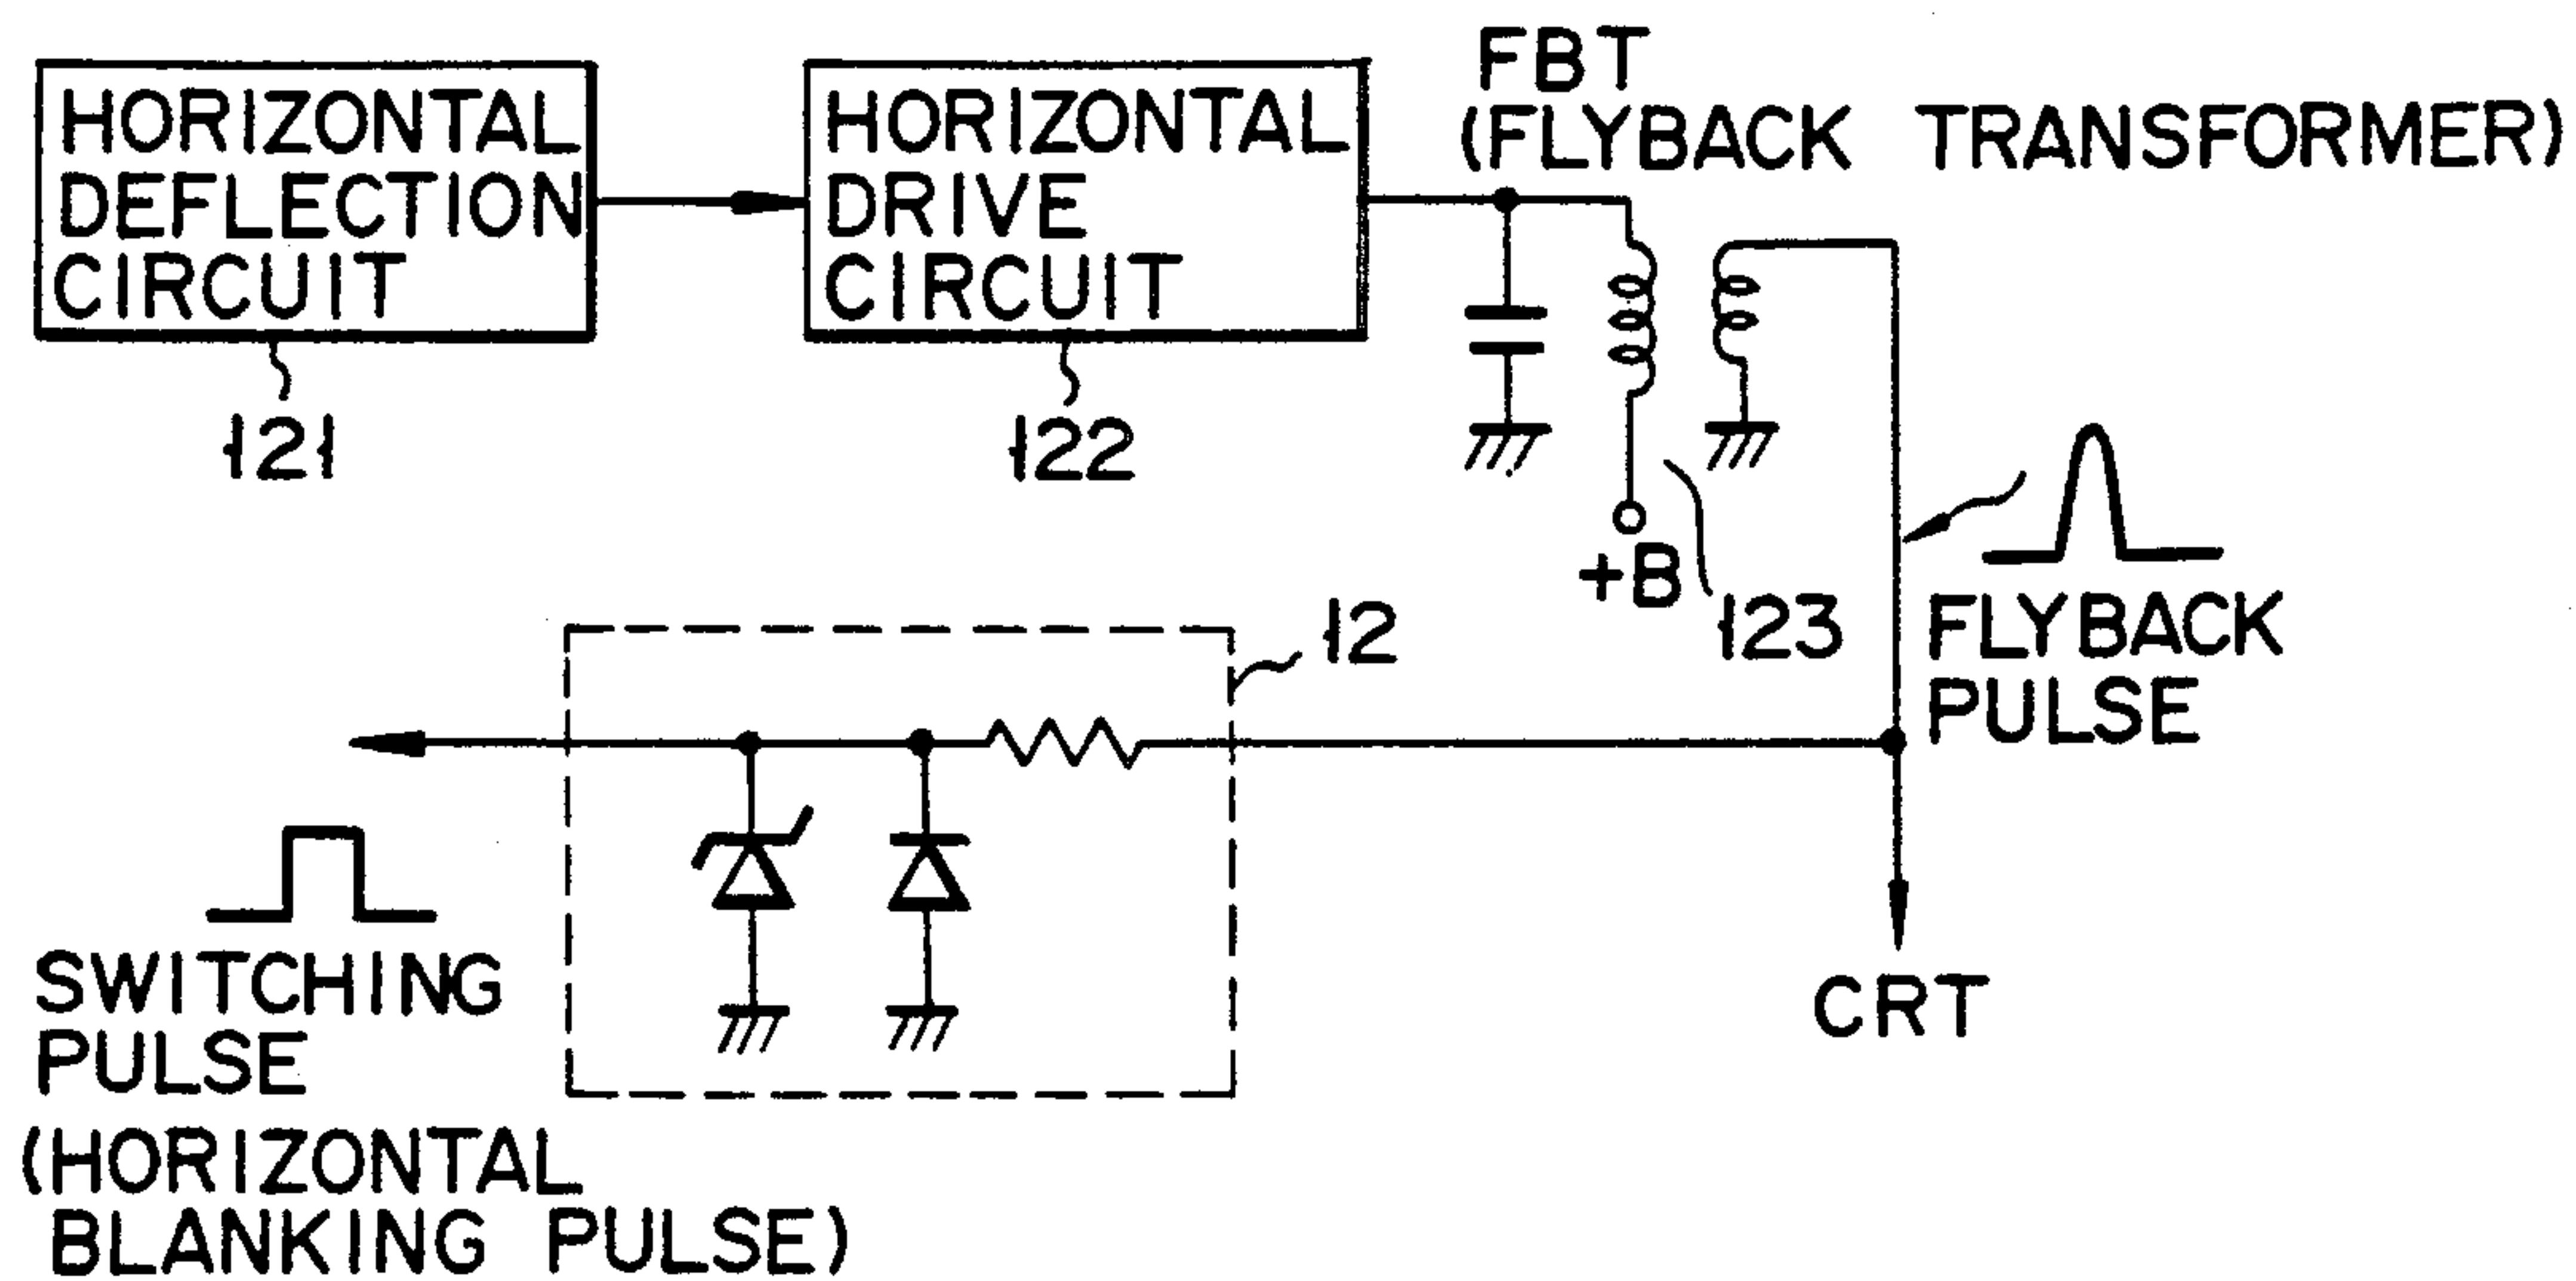 HORIZONTAL
DEFLECTION
CIRCUIT
121
HORIZONTAL
DRIVE
CIRCUIT
122
FBT
(FLYBACK TRANSFORMER)
+B
123
FLYBACK
PULSE
12
CRT
SWITCHING
PULSE
(HORIZONTAL
BLANKING PULSE)